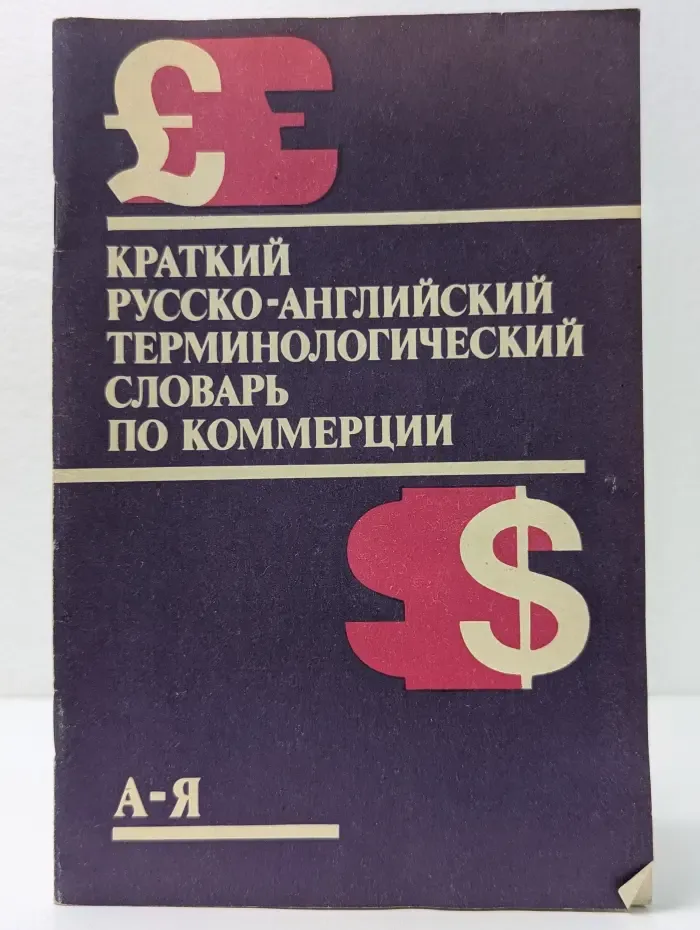 £
КРАТКИЙ
РУССКО-АНГЛИЙСКИЙ
ТЕРМИНОЛОГИЧЕСКИЙ
СЛОВАРЬ
ПО КОММЕРЦИИ
$
А-Я